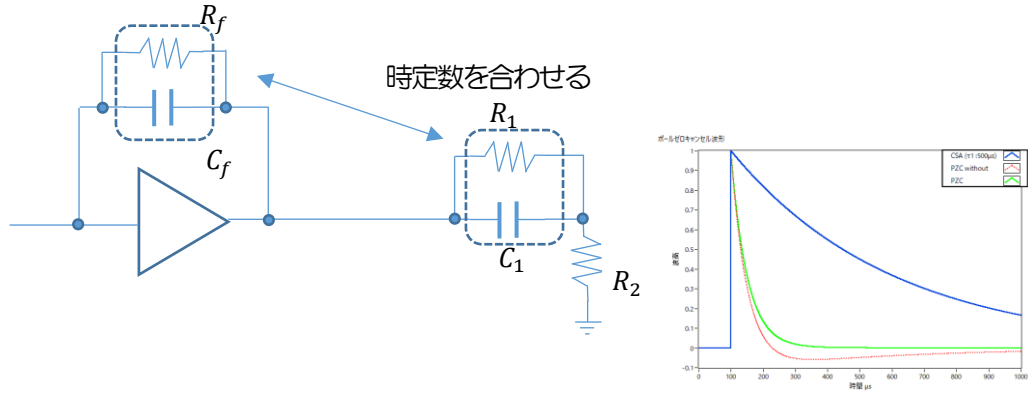 R_f
時定数を合わせる
R_1
C_f
C_1
R_2
ポールゼロキャンセル波形
CSA (τ1:500μs)
PZC without
PZC
波高
1
0.9
0.8
0.7
0.6
0.5
0.4
0.3
0.2
0.1
0
-0.1
0 100 200 300 400 500 600 700 800 900 1000
時間 μs